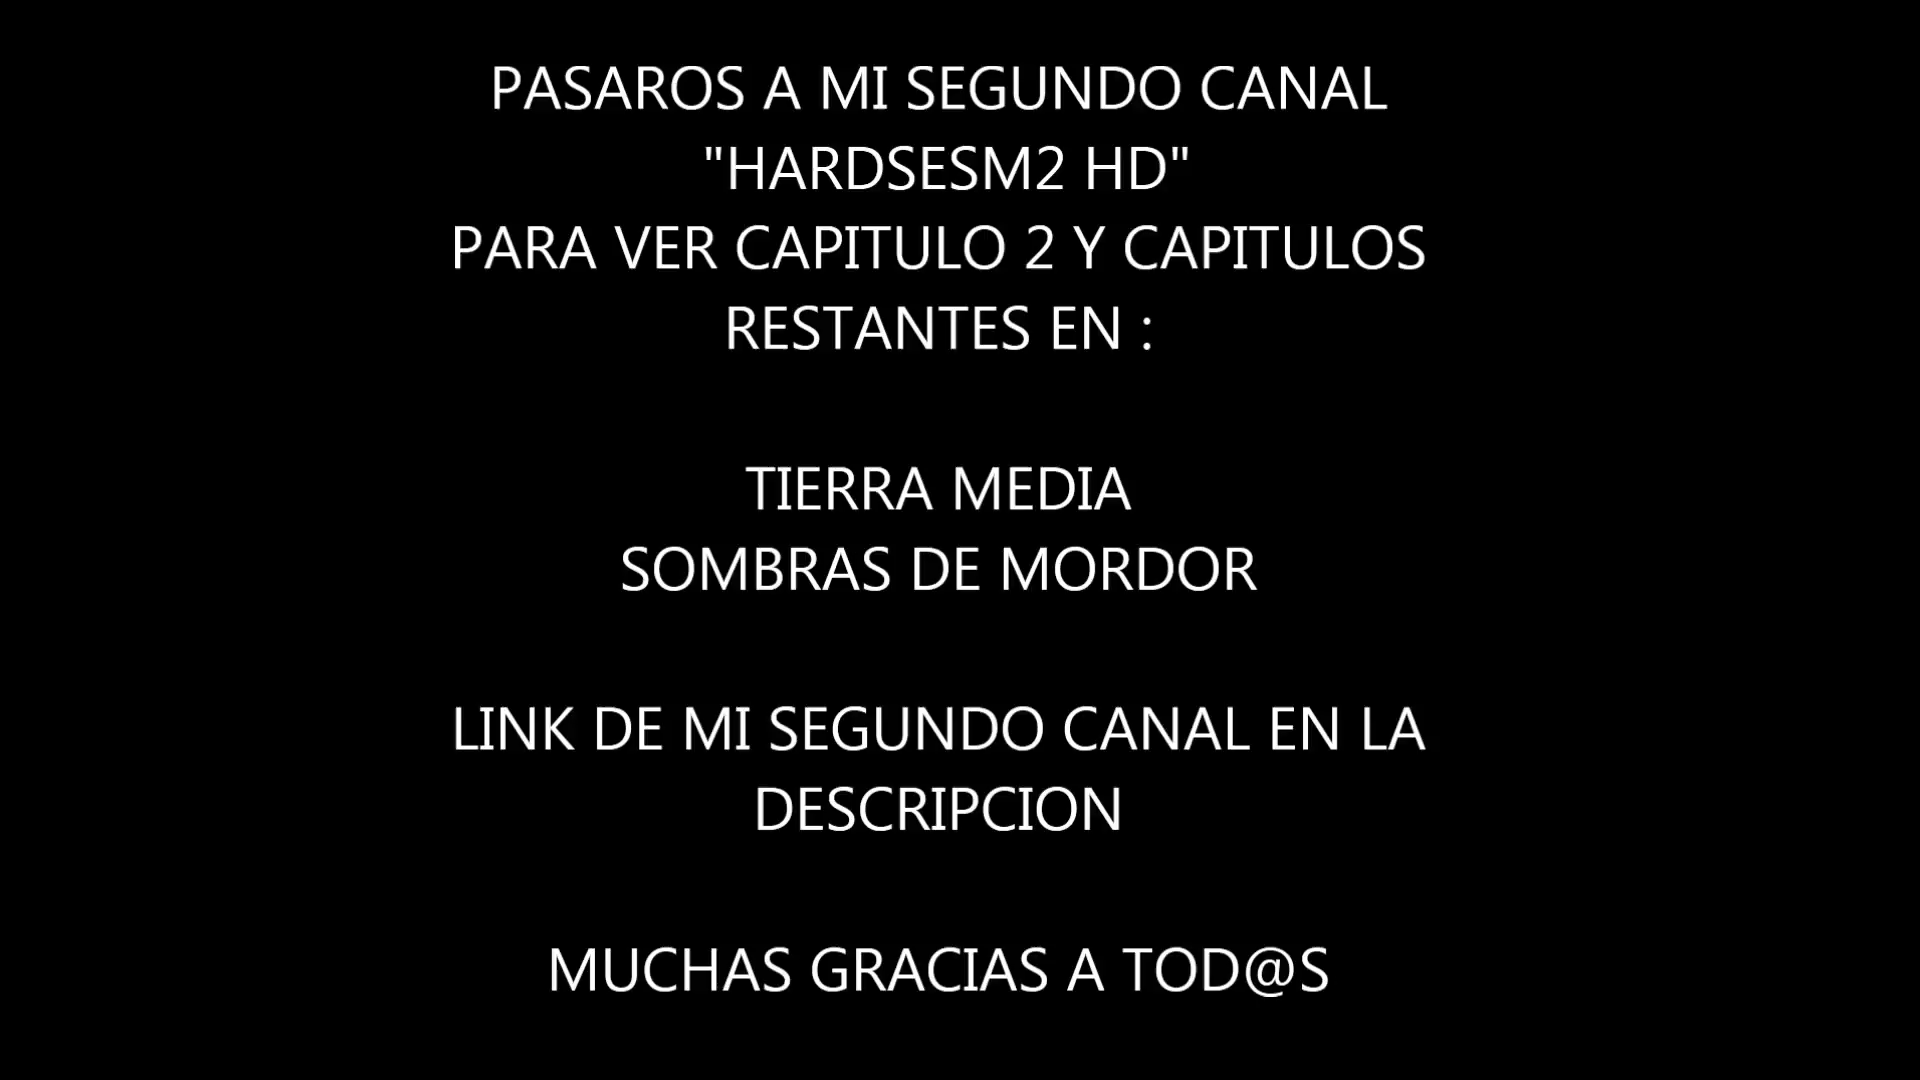 PASAROS A MI SEGUNDO CANAL
"HARDSESM2 HD"
PARA VER CAPITULO 2 Y CAPITULOS
RESTANTES EN :
TIERRA MEDIA
SOMBRAS DE MORDOR
LINK DE MI SEGUNDO CANAL EN LA
DESCRIPCION
MUCHAS GRACIAS A TOD@S